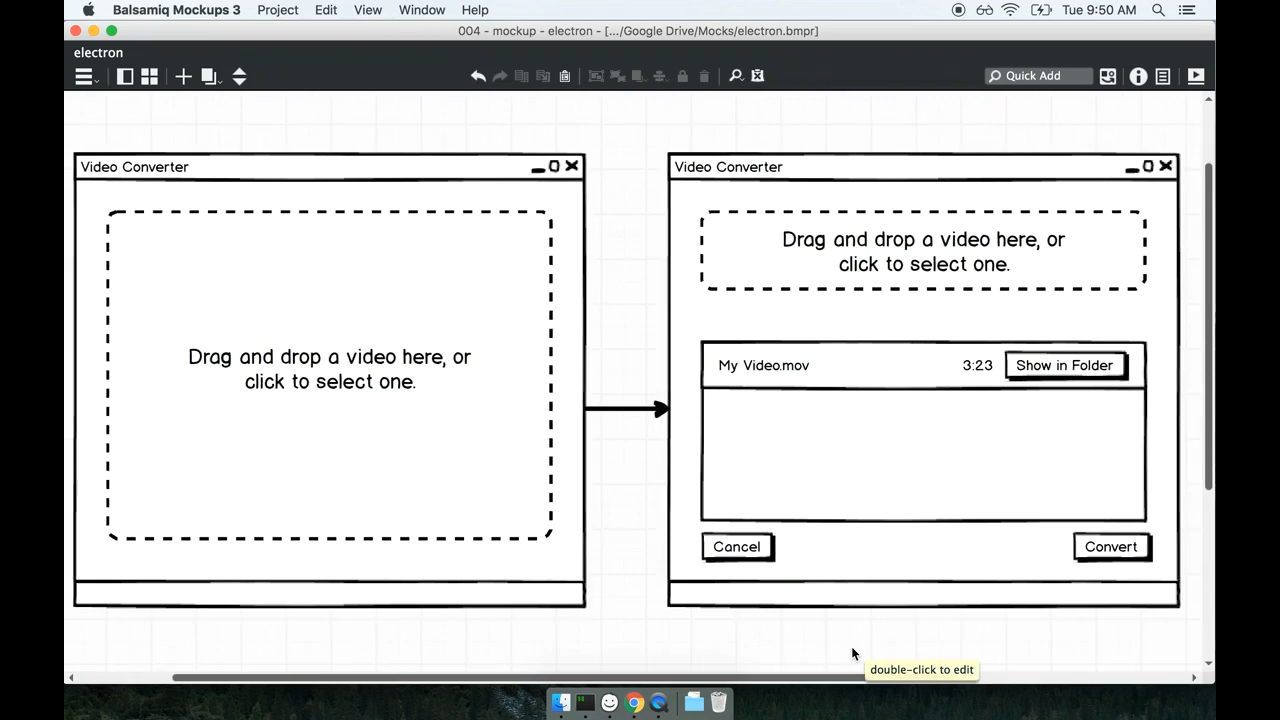 Balsamiq Mockups 3 Project Edit View Window Help Tue 9:50 AM
004 - mockup - electron - [.../Google Drive/Mocks/electron.bmpr]
electron
Quick Add
Video Converter
Drag and drop a video here, or
click to select one.
Video Converter
Drag and drop a video here, or
click to select one.
My Video.mov 3:23 Show in Folder
Cancel Convert
double-click to edit